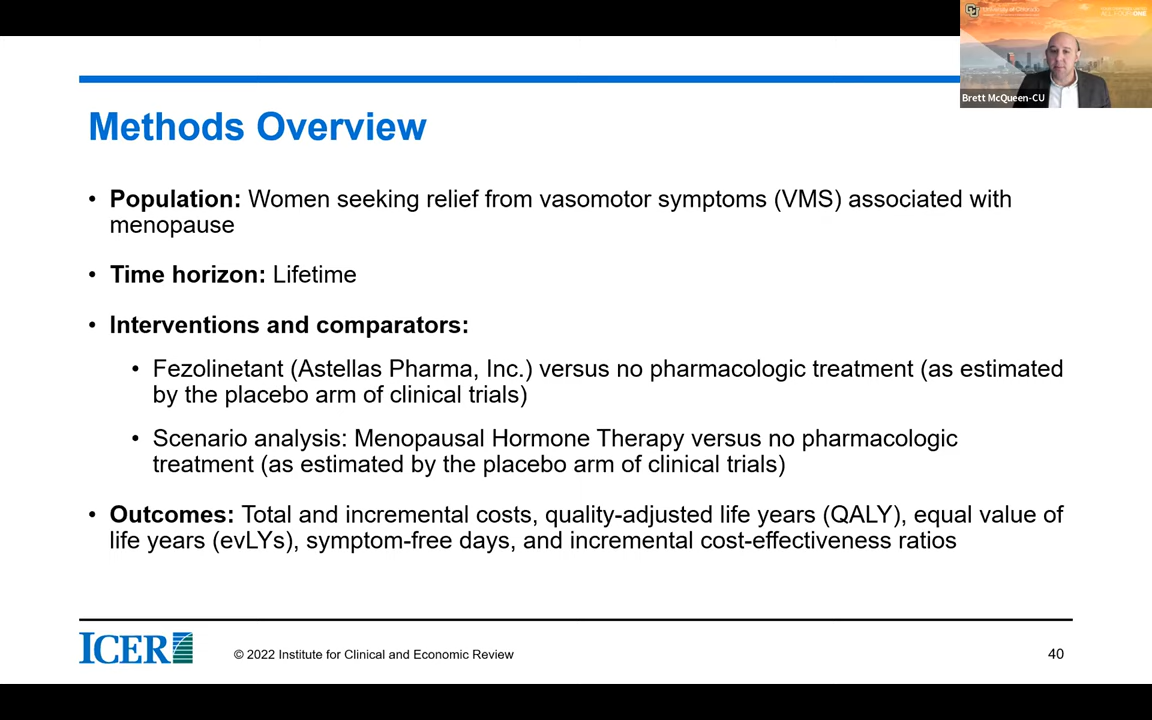 Methods Overview
• Population: Women seeking relief from vasomotor symptoms (VMS) associated with
menopause
• Time horizon: Lifetime
• Interventions and comparators:
• Fezolinetant (Astellas Pharma, Inc.) versus no pharmacologic treatment (as estimated
by the placebo arm of clinical trials)
• Scenario analysis: Menopausal Hormone Therapy versus no pharmacologic
treatment (as estimated by the placebo arm of clinical trials)
• Outcomes: Total and incremental costs, quality-adjusted life years (QALY), equal value of
life years (evLYs), symptom-free days, and incremental cost-effectiveness ratios
ICER
© 2022 Institute for Clinical and Economic Review
40
University of Colorado
Brett McQueen-CU